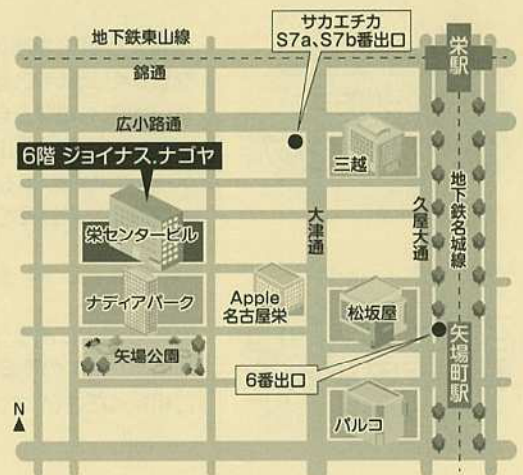 地下鉄東山線
サカエチカ
S7a、S7b番出口
栄駅
錦通
広小路通
6階 ジョイナス.ナゴヤ
三越
栄センタービル
大津通
久屋大通
地下鉄名城線
ナディアパーク
Apple
名古屋栄
松坂屋
矢場公園
6番出口
矢場町駅
パルコ
N